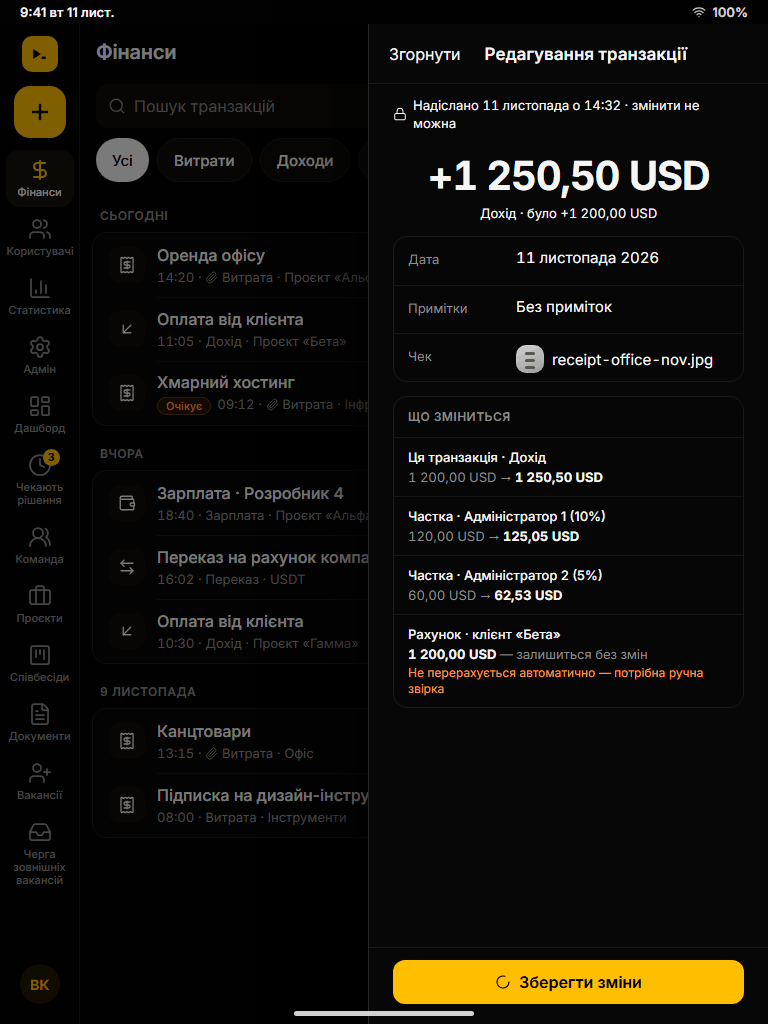 9:41 вт 11 лист.
100%
Фінанси
Користувачі
Статистика
Адмін
Дашборд
3
Чекають
рішення
Команда
Проєкти
Співбесіди
Документи
Вакансії
Черга
зовнішніх
вакансій
ВК
Фінанси
Пошук транзакцій
Усі
Витрати
Доходи
СЬОГОДНІ
Оренда офісу
14:20 · Витрата · Проєкт «Альф
Оплата від клієнта
11:05 · Дохід · Проєкт «Бета»
Хмарний хостинг
Очікує 09:12 · Витрата · Інфр
ВЧОРА
Зарплата · Розробник 4
18:40 · Зарплата · Проєкт «Альфа
Переказ на рахунок компа
16:02 · Переказ · USDT
Оплата від клієнта
10:30 · Дохід · Проєкт «Гамма»
9 ЛИСТОПАДА
Канцтовари
13:15 · Витрата · Офіс
Підписка на дизайн-інстру
08:00 · Витрата · Інструменти
Згорнути
Редагування транзакції
Надіслано 11 листопада о 14:32 · змінити не
можна
+1 250,50 USD
Дохід · було +1 200,00 USD
Дата 11 листопада 2026
Примітки Без приміток
Чек receipt-office-nov.jpg
ЩО ЗМІНИТЬСЯ
Ця транзакція · Дохід
1 200,00 USD → 1 250,50 USD
Частка · Адміністратор 1 (10%)
120,00 USD → 125,05 USD
Частка · Адміністратор 2 (5%)
60,00 USD → 62,53 USD
Рахунок · клієнт «Бета»
1 200,00 USD — залишиться без змін
Не перерахується автоматично — потрібна ручна
звірка
Зберегти зміни